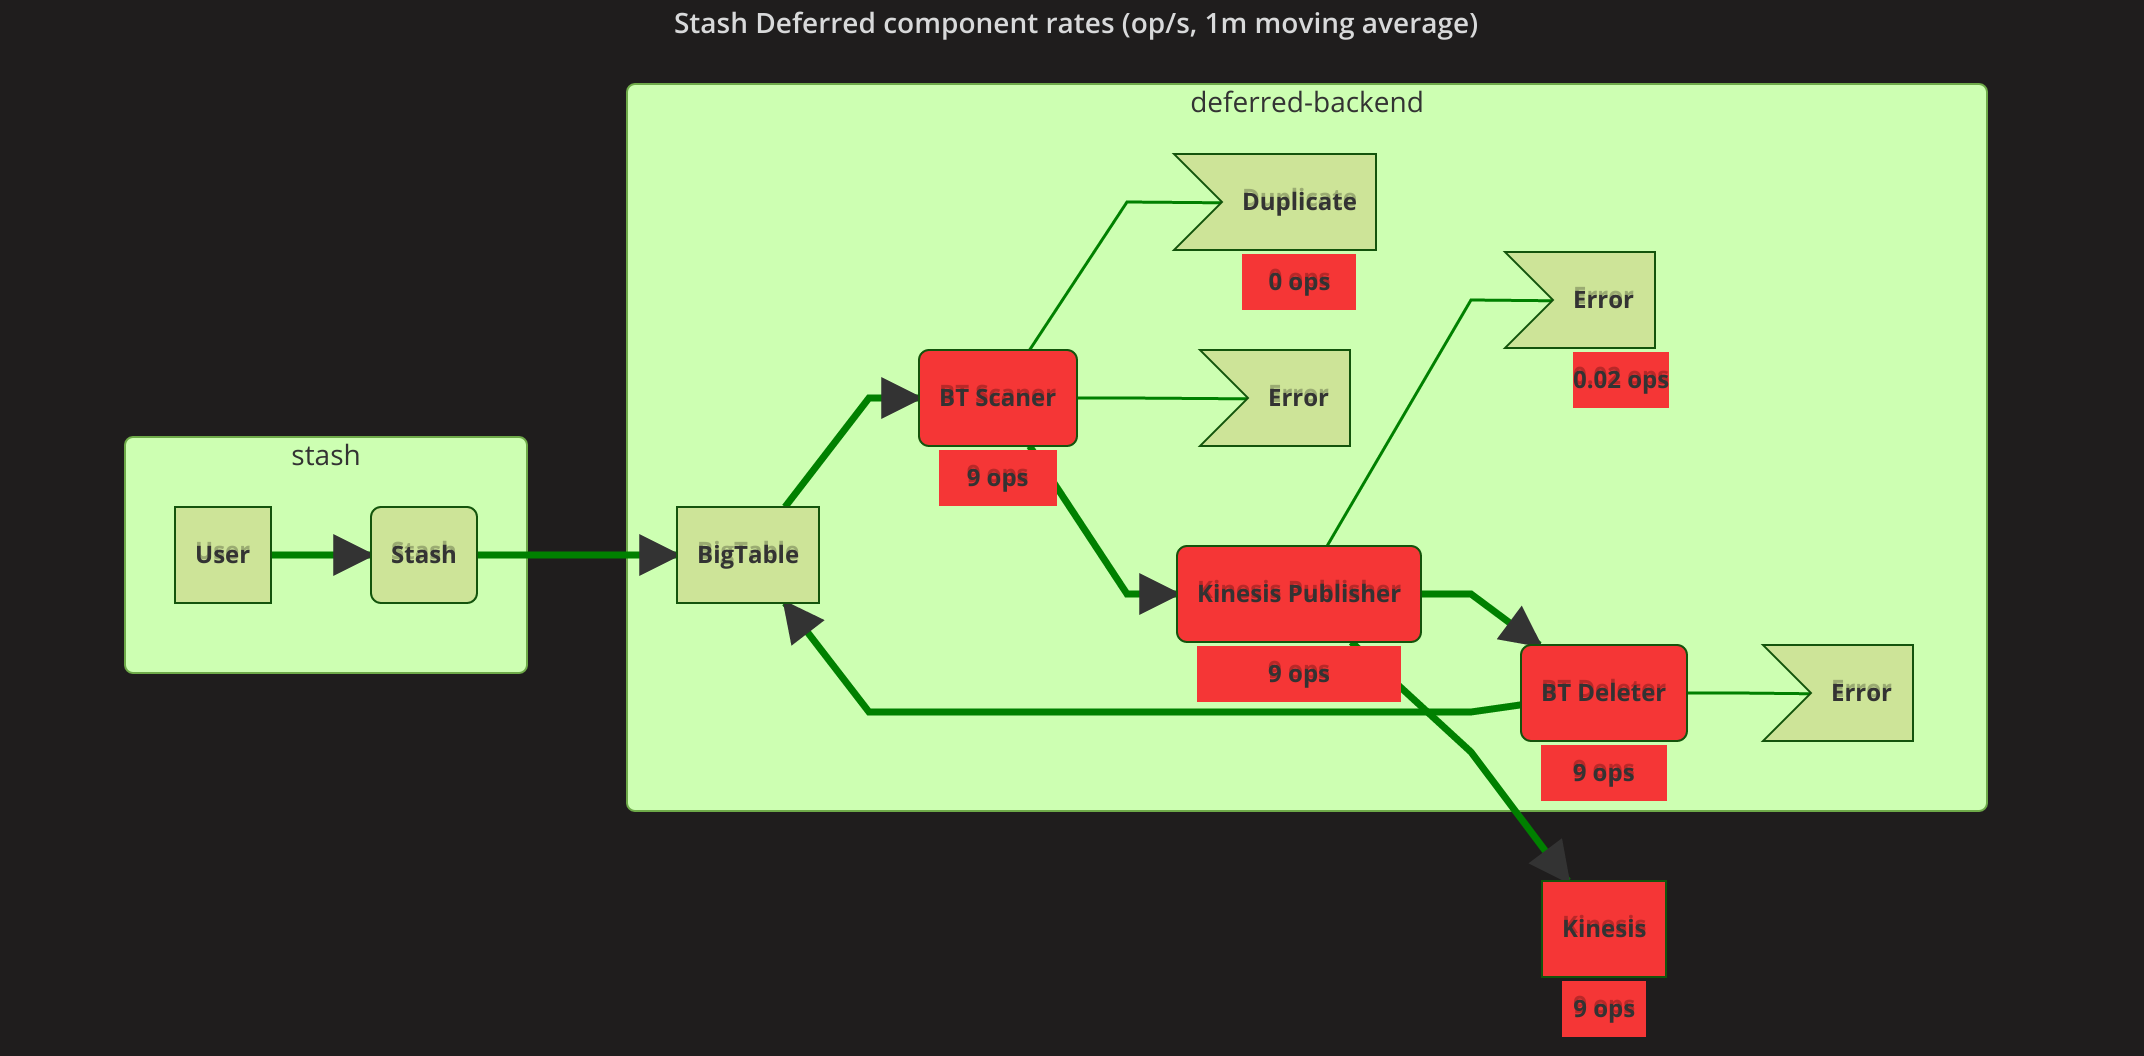 Stash Deferred component rates (op/s, 1m moving average)
deferred-backend
Duplicate
0 ops
Error
0.02 ops
BT Scaner
9 ops
Error
stash
User
Stash
BigTable
Kinesis Publisher
9 ops
BT Deleter
9 ops
Error
Kinesis
9 ops